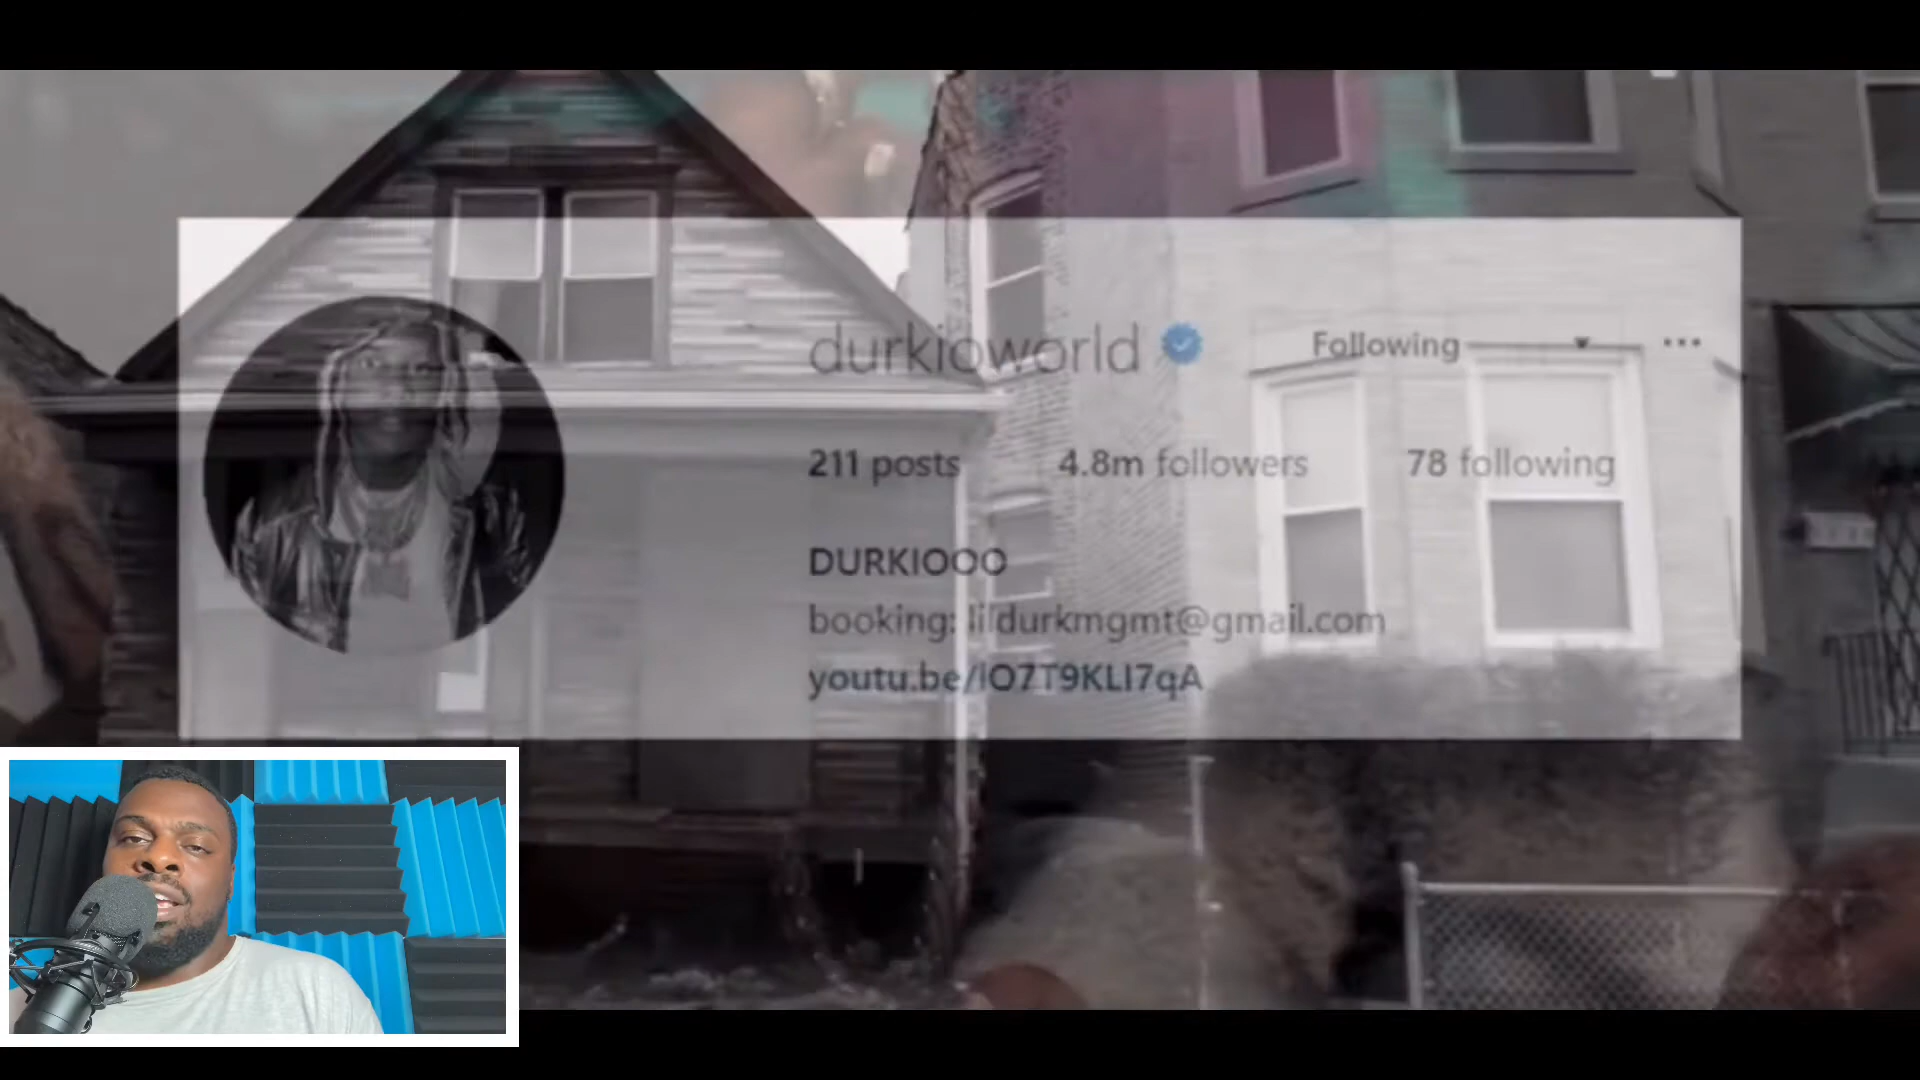 durkioworld
Following
211 posts 4.8m followers 78 following
DURKIOOO
booking: lildurkmgmt@gmail.com
youtu.be/IO7T9KLI7qA